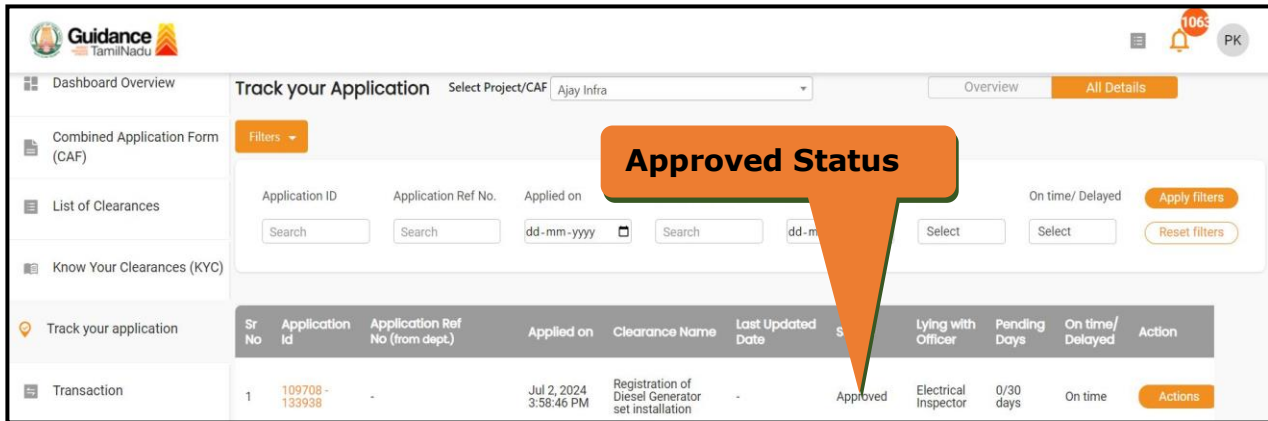 Guidance
TamilNadu
1063
PK
Dashboard Overview
Track your Application Select Project/CAF Ajay Infra Overview All Details
Combined Application Form
(CAF)
Filters
Approved Status
List of Clearances
Application ID Application Ref No. Applied on On time/ Delayed Apply filters
Search Search dd-mm-yyyy Search dd-m Select Select Reset filters
Know Your Clearances (KYC)
Track your application
Sr No Application Id Application Ref No (from dept.) Applied on Clearance Name Last Updated Date S Lying with Officer Pending Days On time/ Delayed Action
Transaction
1 109708 - 133938 - Jul 2, 2024 3:58:46 PM Registration of Diesel Generator set installation - Approved Electrical Inspector 0/30 days On time Actions